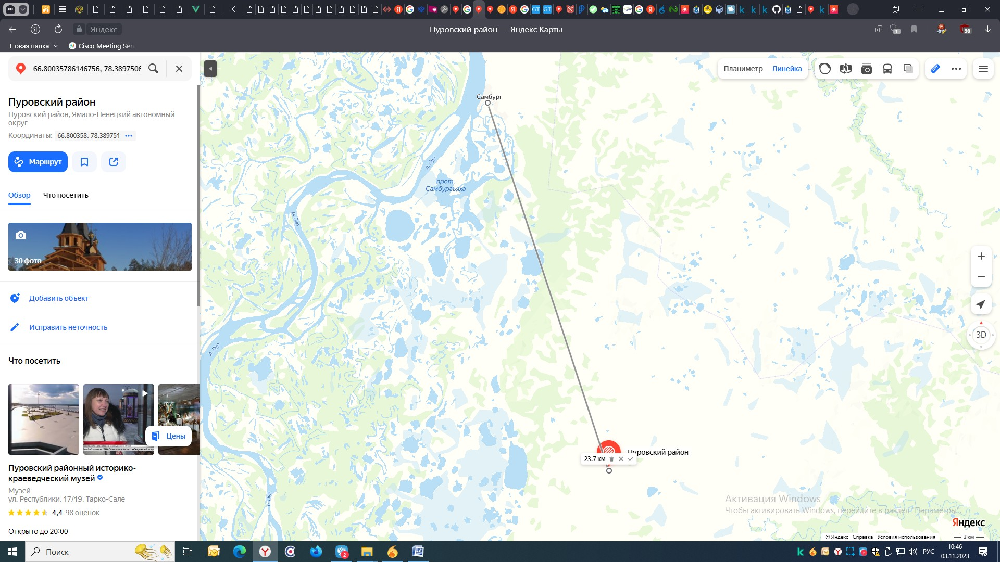 Яндекс
Пуровский район — Яндекс Карты
1
98
Новая папка
Cisco Meeting Ser
66.80035786146756, 78.3897506
Пуровский район
Пуровский район, Ямало-Ненецкий автономный
округ
Координаты: 66.800358, 78.389751
Маршрут
Обзор
Что посетить
30 фото
Добавить объект
Исправить неточность
Что посетить
Цены
Пуровский районный историко-
краеведческий музей
Музей
ул. Республики, 17/19, Тарко-Сале
4,4 98 оценок
Открыто до 20:00
Планиметр
Линейка
Самбург
р. Пур
прот.
Самбургъяха
р. Пур
р. Пур
р. Пур
Пуровский район
23.7 км
3D
Активация Windows
Чтобы активировать Windows, перейдите в раздел "Параметры".
Яндекс
© Яндекс Справка Условия использования
2 км
Поиск
2
РУС
10:46
03.11.2023